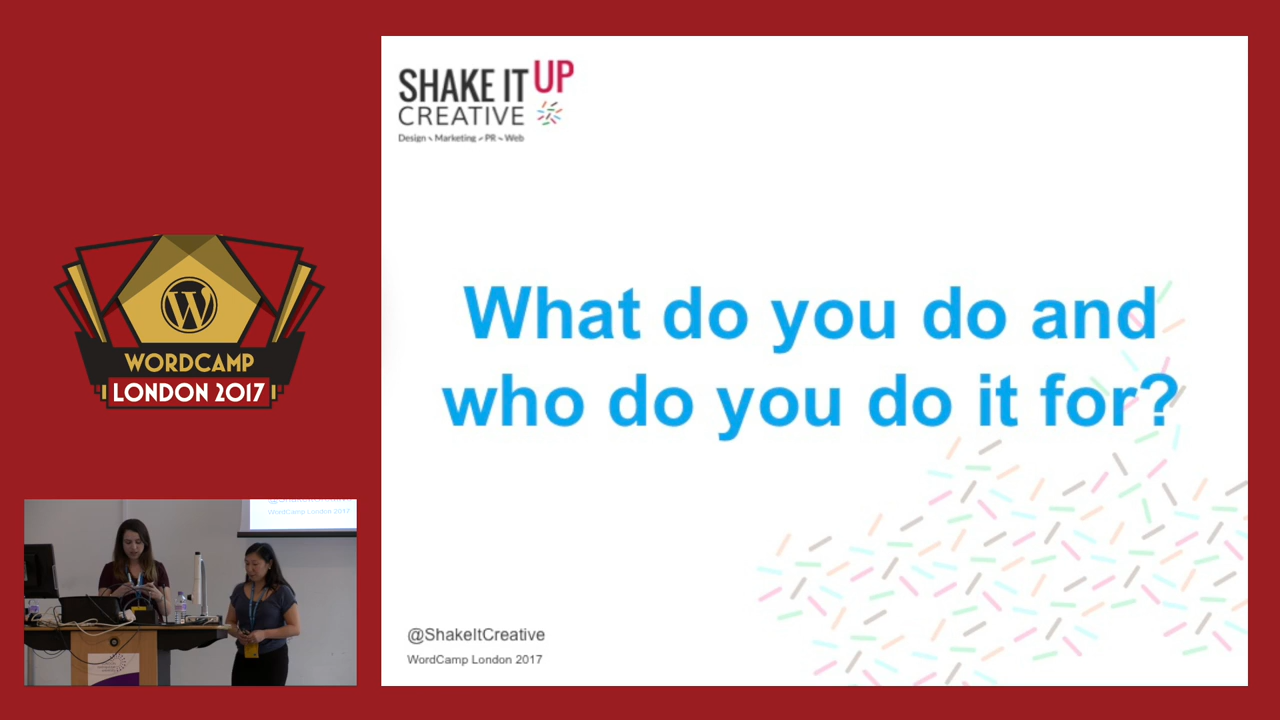 SHAKE IT UP
CREATIVE
Design ~ Marketing ~ PR ~ Web
What do you do and
who do you do it for?
@ShakeItCreative
WordCamp London 2017
WORDCAMP
LONDON 2017
WordCamp London 2017